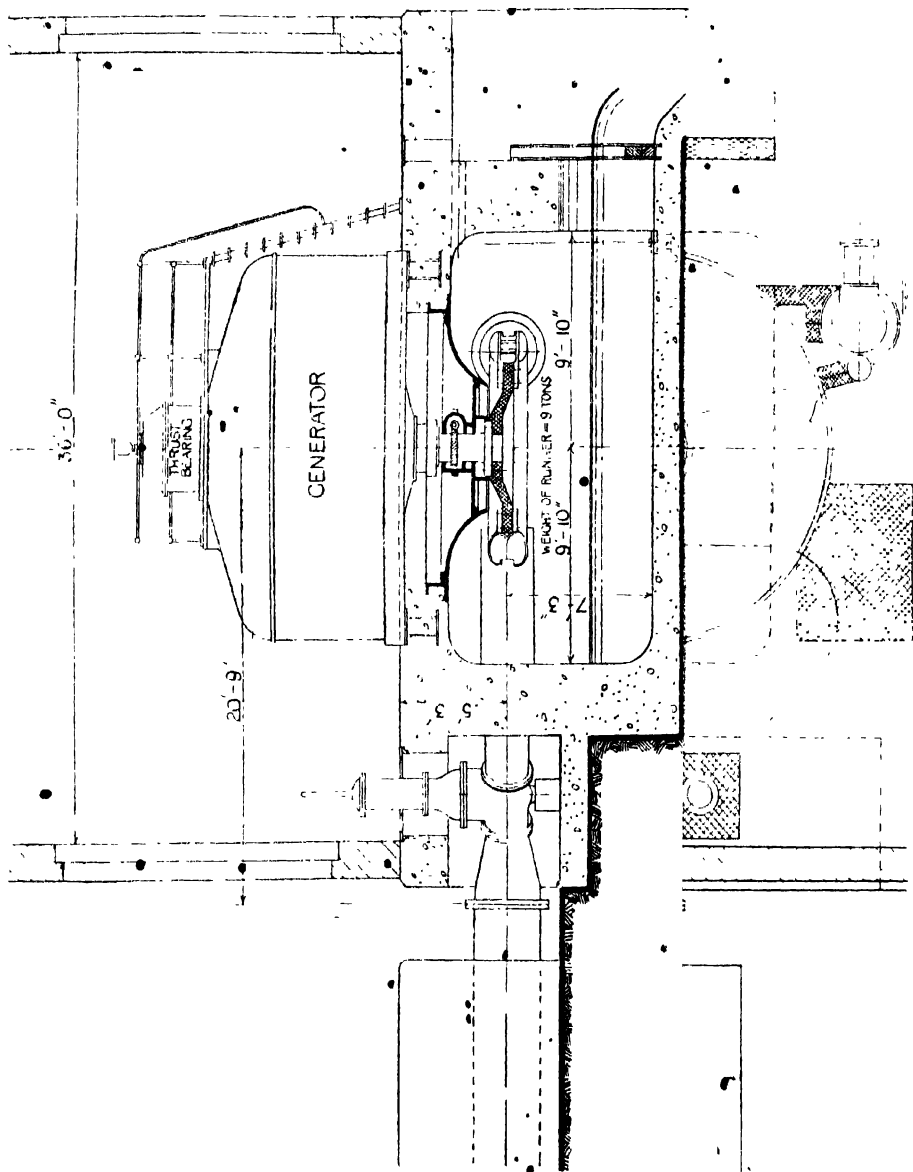 36'-0"
THRUST
BEARING
GENERATOR
WEIGHT OF RUNNER = 9 TONS
9'-10"
9'-10"
7'-3"
20'-9"
5 3